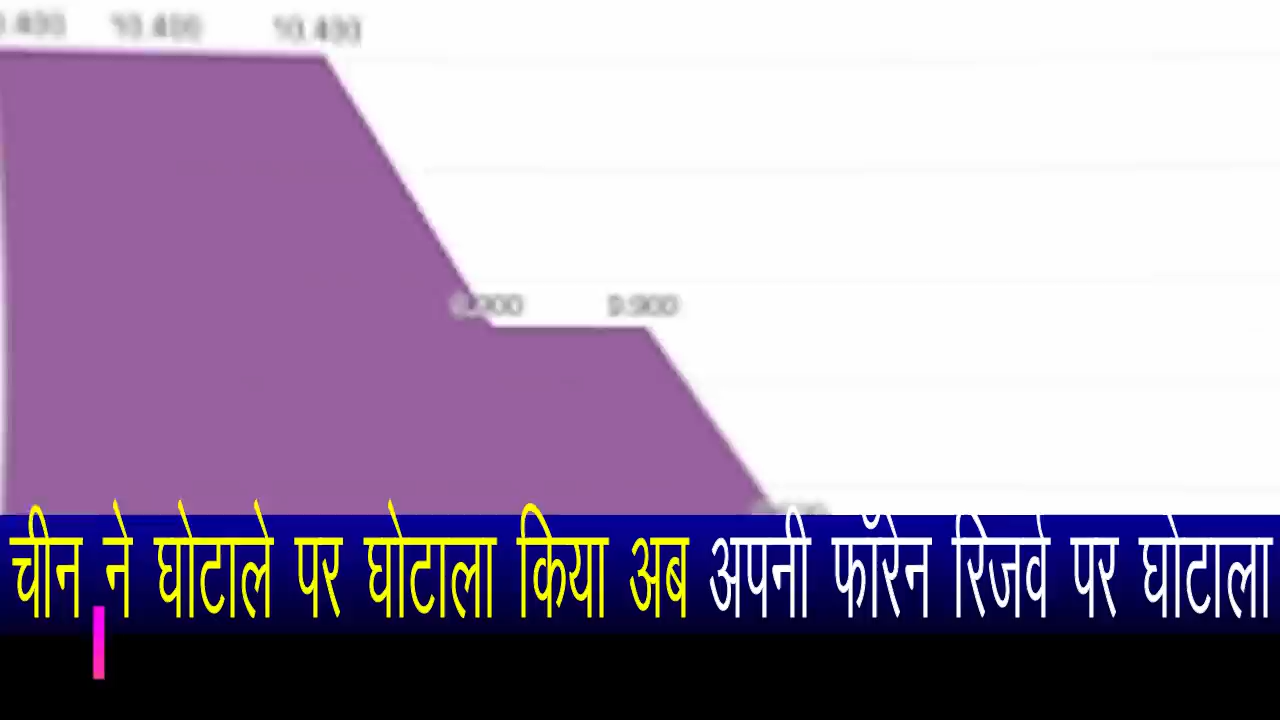 10.400 10.400
9.900
चीन ने घोटाले पर घोटाला किया अब अपनी फॉरेन रिजर्व पर घोटाला